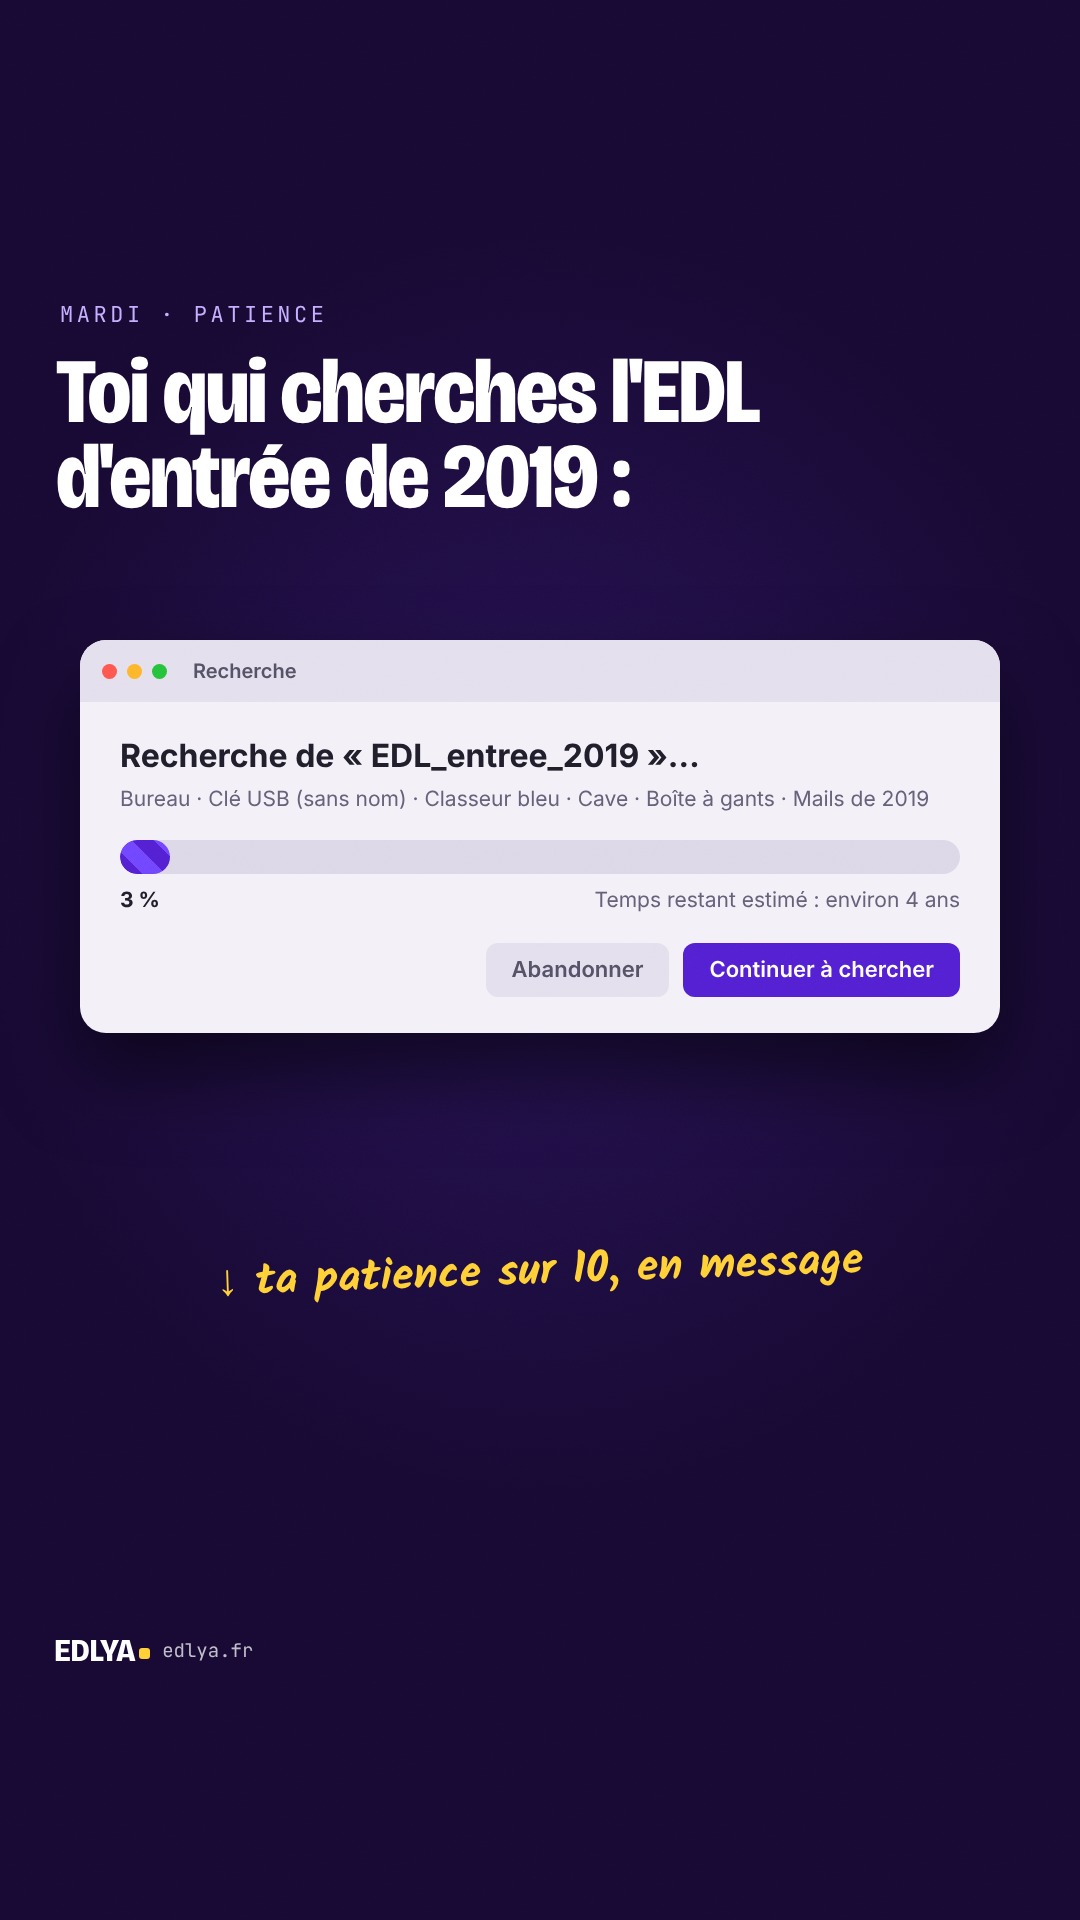 MARDI · PATIENCE
Toi qui cherches l'EDL
d'entrée de 2019 :
Recherche
Recherche de « EDL_entree_2019 »…
Bureau · Clé USB (sans nom) · Classeur bleu · Cave · Boîte à gants · Mails de 2019
3 %
Temps restant estimé : environ 4 ans
Abandonner
Continuer à chercher
↓ ta patience sur 10, en message
EDLYA. edlya.fr